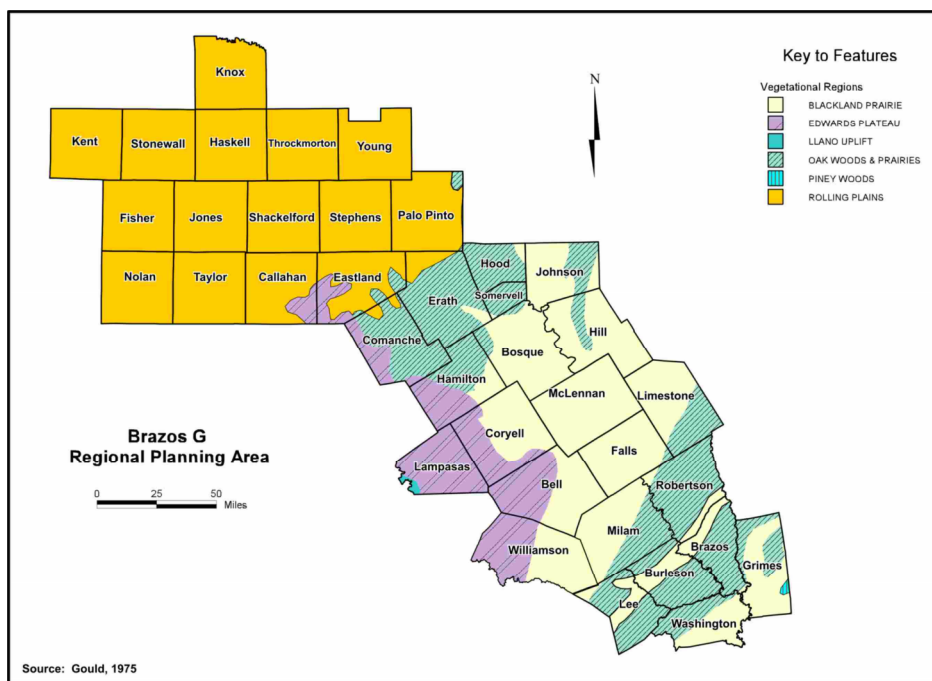 Key to Features
N
Vegetational Regions
BLACKLAND PRAIRIE
EDWARDS PLATEAU
LLANO UPLIFT
OAK WOODS & PRAIRIES
PINEY WOODS
ROLLING PLAINS
Knox
Kent
Stonewall
Haskell
Throckmorton
Young
Fisher
Jones
Shackelford
Stephens
Palo Pinto
Nolan
Taylor
Callahan
Eastland
Hood
Johnson
Erath
Somervell
Comanche
Hill
Bosque
Hamilton
McLennan
Limestone
Coryell
Falls
Lampasas
Bell
Robertson
Milam
Williamson
Brazos
Grimes
Burleson
Lee
Washington
Brazos G
Regional Planning Area
0 25 50
Miles
Source: Gould, 1975